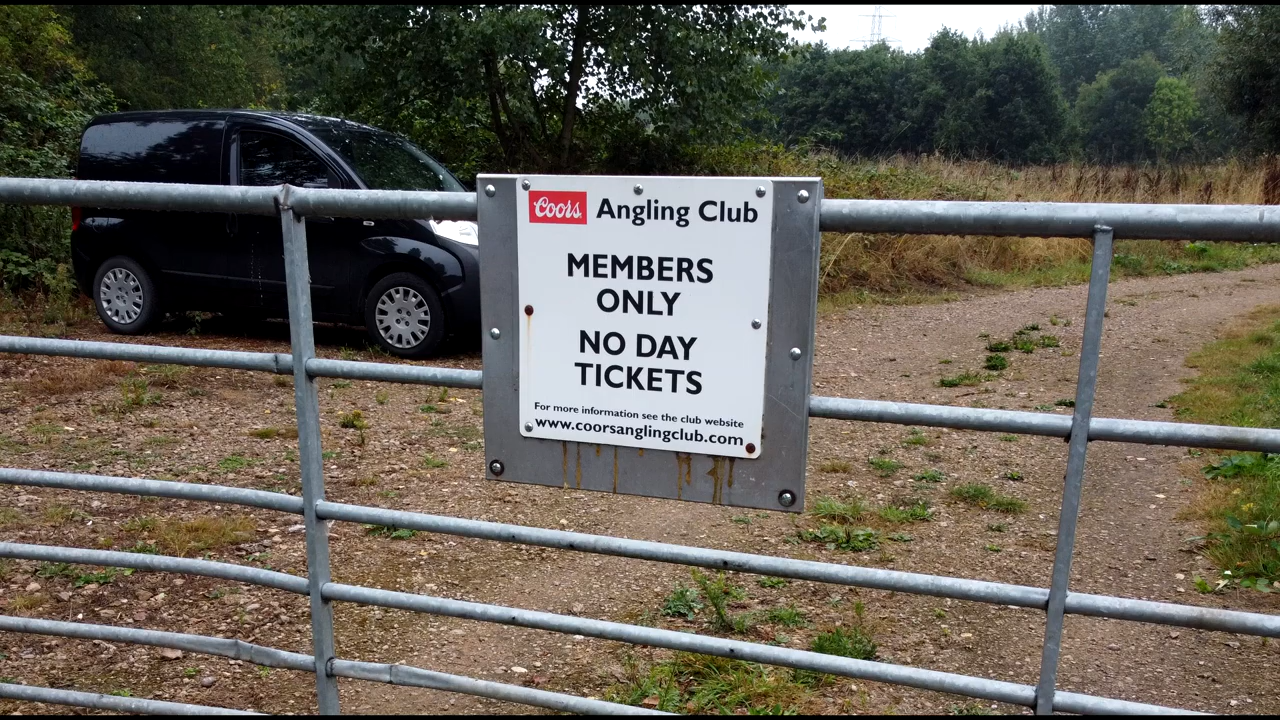 Coors Angling Club
MEMBERS
ONLY
NO DAY
TICKETS
For more information see the club website
www.coorsanglingclub.com